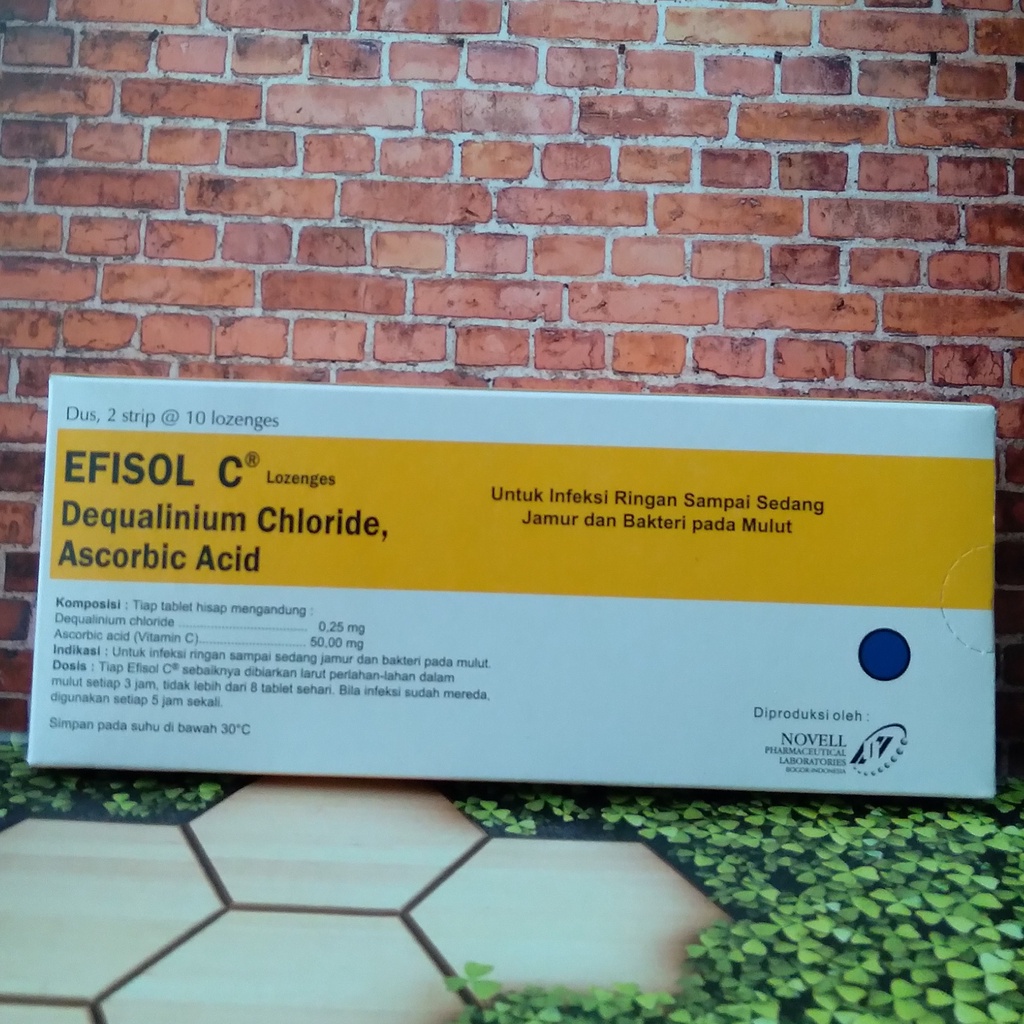 Dus, 2 strip @ 10 lozenges
EFISOL C® Lozenges
Dequalinium Chloride,
Ascorbic Acid
Untuk Infeksi Ringan Sampai Sedang
Jamur dan Bakteri pada Mulut
Komposisi : Tiap tablet hisap mengandung :
Dequalinium chloride ........................................ 0,25 mg
Ascorbic acid (Vitamin C)................................. 50,00 mg
Indikasi : Untuk infeksi ringan sampai sedang jamur dan bakteri pada mulut.
Dosis : Tiap Efisol C® sebaiknya dibiarkan larut perlahan-lahan dalam
mulut setiap 3 jam, tidak lebih dari 8 tablet sehari. Bila infeksi sudah mereda,
digunakan setiap 5 jam sekali.
Simpan pada suhu di bawah 30°C
Diproduksi oleh :
NOVELL
PHARMACEUTICAL
LABORATORIES
BOGOR-INDONESIA